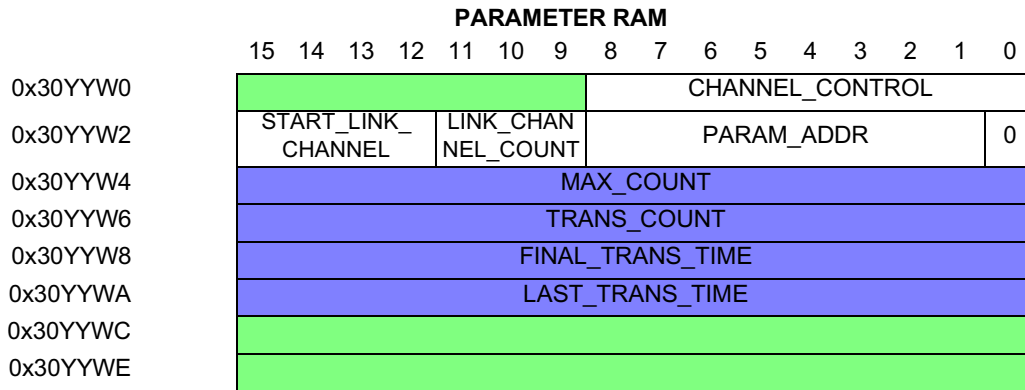 PARAMETER RAM
15 14 13 12 11 10 9 8 7 6 5 4 3 2 1 0
0x30YYW0 CHANNEL_CONTROL
0x30YYW2 START_LINK_ CHANNEL LINK_CHAN NEL_COUNT PARAM_ADDR 0
0x30YYW4 MAX_COUNT
0x30YYW6 TRANS_COUNT
0x30YYW8 FINAL_TRANS_TIME
0x30YYWA LAST_TRANS_TIME
0x30YYWC
0x30YYWE